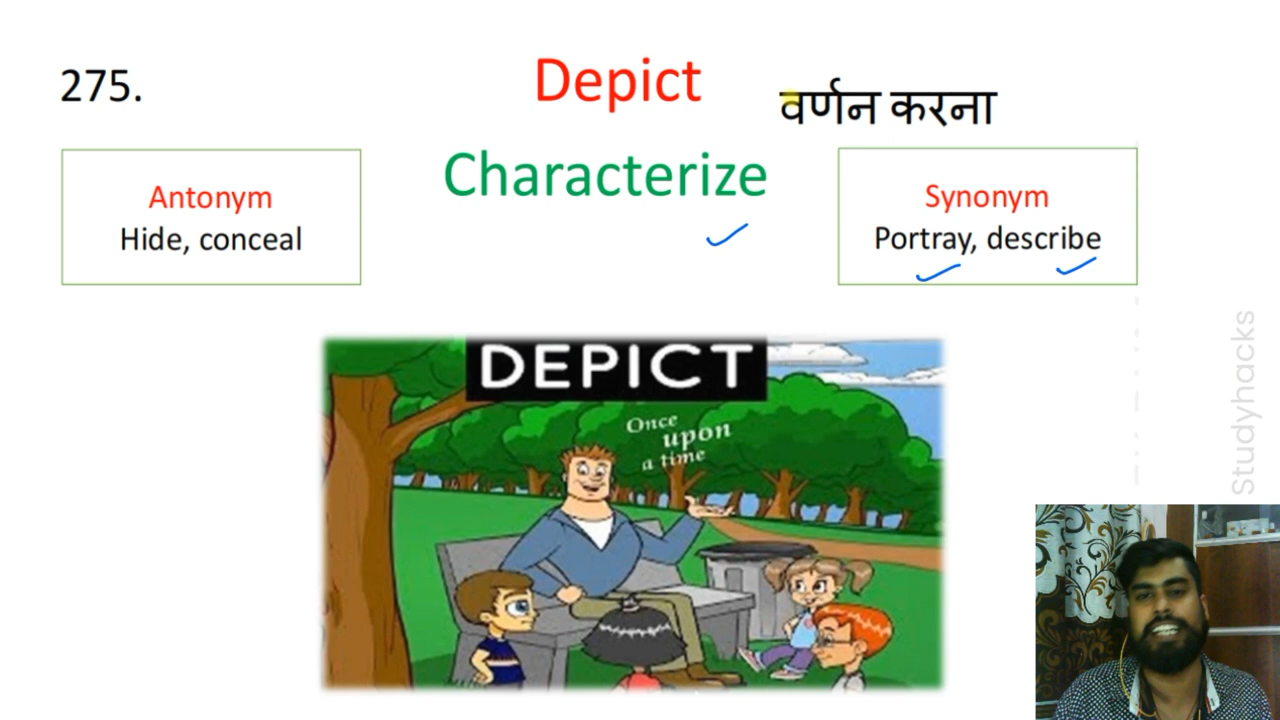 275.
Depict
वर्णन करना
Characterize
Antonym
Hide, conceal
Synonym
Portray, describe
DEPICT
Once
upon
a time
Studyhacks